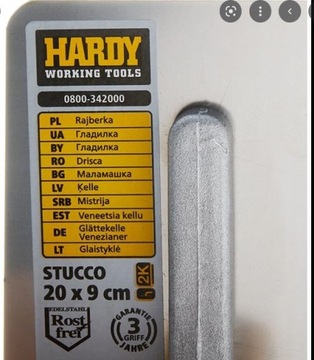 HARDY
WORKING TOOLS
0800-342000
PL Rajberka
UA Гладилка
BY Гладилка
RO Drisca
BG Маламашка
LV Ķelle
SRB Mistrija
EST Veneetsia kellu
DE Glättekelle Venezianer
LT Glaistyklė
STUCCO
20 x 9 cm
2K
EDELSTAHL
Rost frei
GARANTIE
3
GRIFF
JAHRE